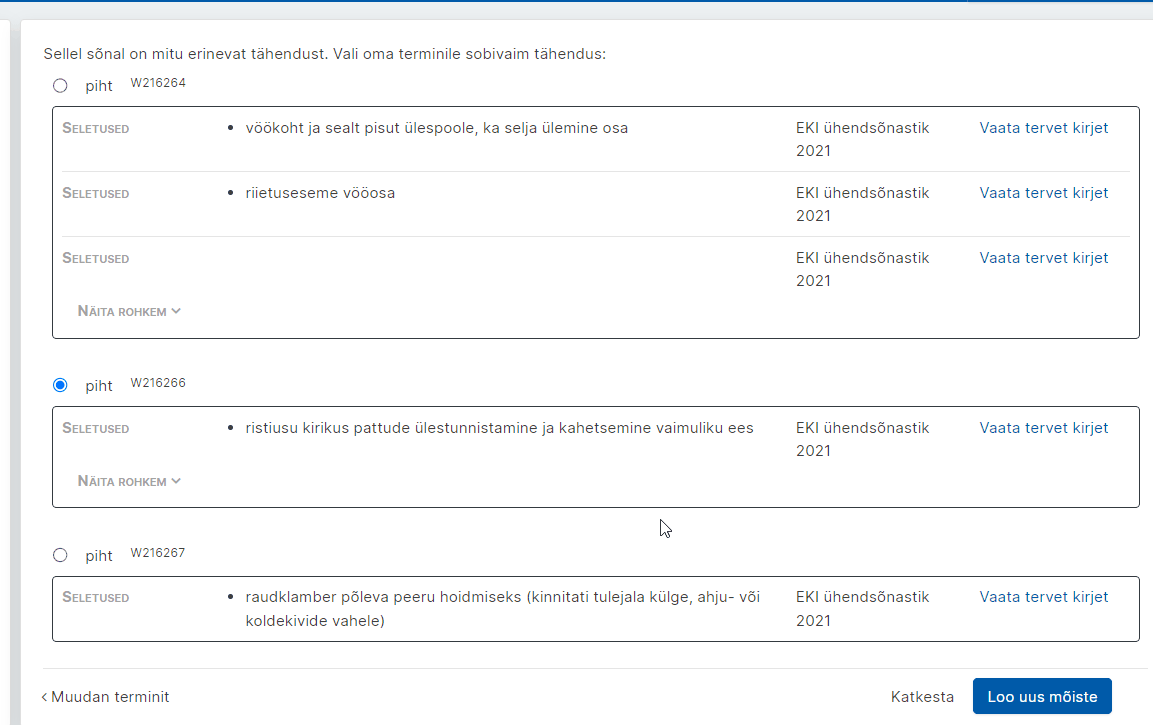 Sellel sõnal on mitu erinevat tähendust. Vali oma terminile sobivaim tähendus:
piht W216264
SELETUSED • vöökoht ja sealt pisut ülespoole, ka selja ülemine osa EKI ühendsõnastik 2021 Vaata tervet kirjet
SELETUSED • riietuseseme vööosa EKI ühendsõnastik 2021 Vaata tervet kirjet
SELETUSED EKI ühendsõnastik 2021 Vaata tervet kirjet
NÄITA ROHKEM
piht W216266
SELETUSED • ristiusu kirikus pattude ülestunnistamine ja kahetsemine vaimuliku ees EKI ühendsõnastik 2021 Vaata tervet kirjet
NÄITA ROHKEM
piht W216267
SELETUSED • raudklamber põleva peeru hoidmiseks (kinnitati tulejala külge, ahju- või
koldekivide vahele) EKI ühendsõnastik 2021 Vaata tervet kirjet
‹ Muudan terminit Katkesta Loo uus mõiste